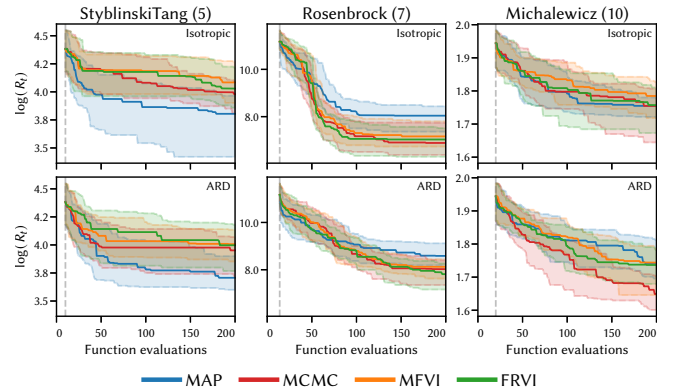 StyblinskiTang (5)
Rosenbrock (7)
Michalewicz (10)
Isotropic
Isotropic
Isotropic
log(Rt)
4.5
4.2
4.0
3.8
3.5
10.0
8.0
2.0
1.9
1.8
1.7
1.6
ARD
ARD
ARD
log(Rt)
4.5
4.2
4.0
3.8
3.5
10.0
8.0
2.0
1.9
1.8
1.7
1.6
0 50 100 150 200
0 50 100 150 200
0 100 200
Function evaluations
Function evaluations
Function evaluations
MAP MCMC MFVI FRVI